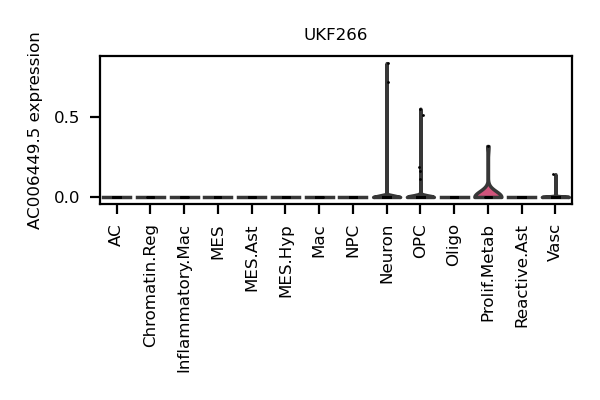 UKF266
AC006449.5 expression
0.5
0.0
AC
Chromatin.Reg
Inflammatory.Mac
MES
MES.Ast
MES.Hyp
Mac
NPC
Neuron
OPC
Oligo
Prolif.Metab
Reactive.Ast
Vasc